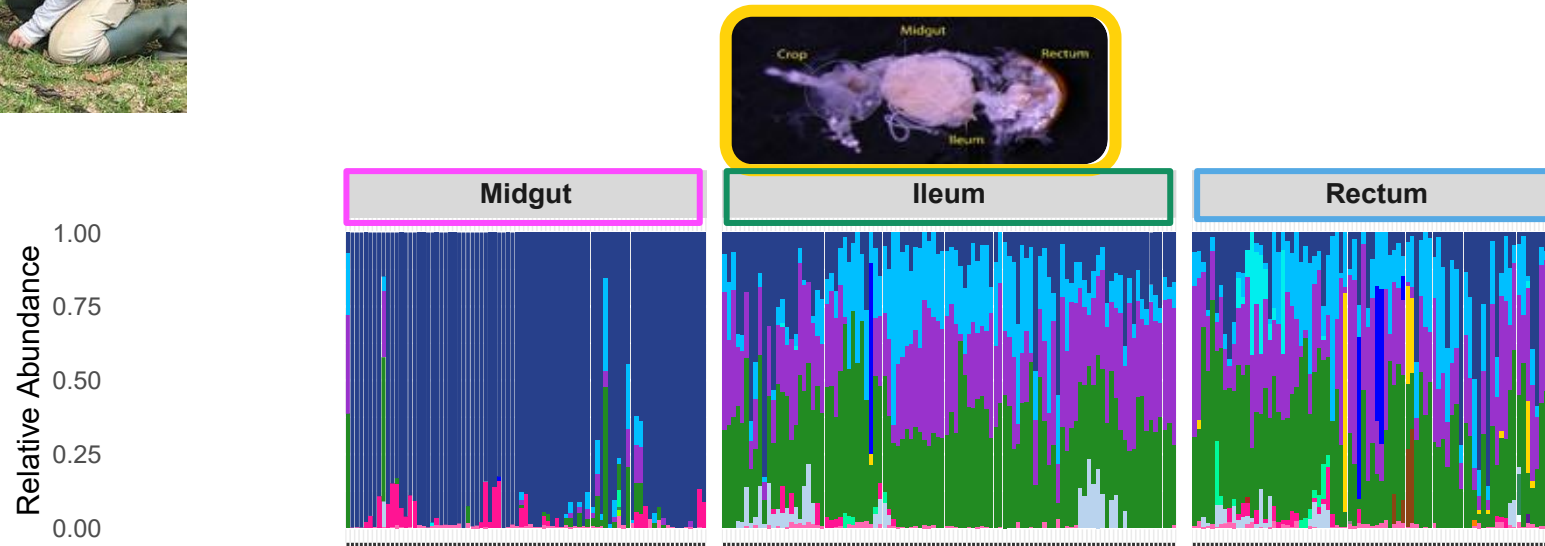 Midgut
Crop
Rectum
Ileum
Midgut
Ileum
Rectum
Relative Abundance
1.00
0.75
0.50
0.25
0.00